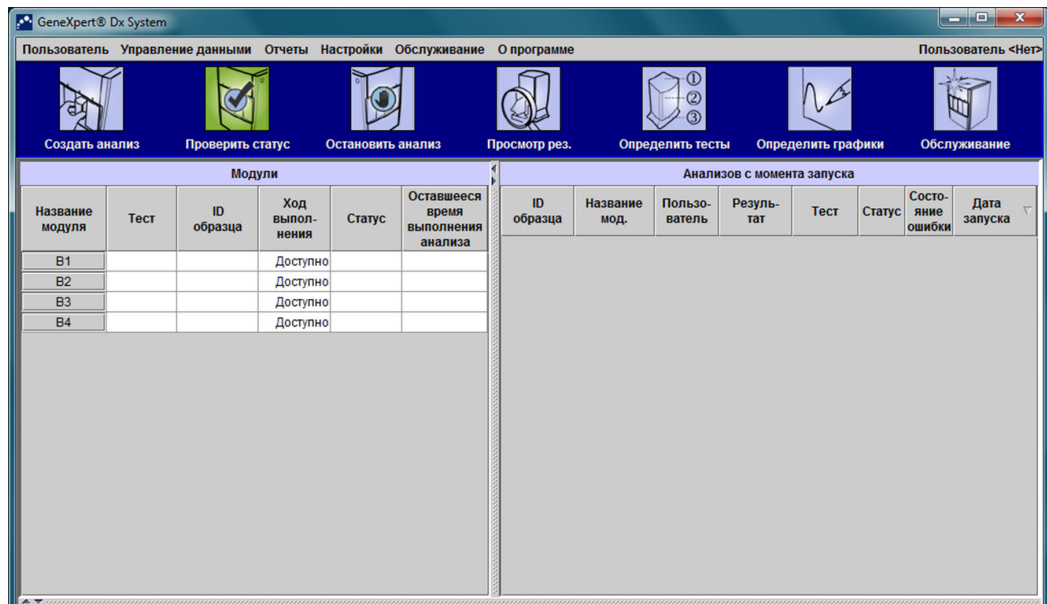 GeneXpert® Dx System
Пользователь Управление данными Отчеты Настройки Обслуживание О программе Пользователь <Нет>
Создать анализ Проверить статус Остановить анализ Просмотр рез. Определить тесты Определить графики Обслуживание
①
②
③
Модули
Название модуля Тест ID образца Ход выпол-нения Статус Оставшееся время выполнения анализа
B1 Доступно
B2 Доступно
B3 Доступно
B4 Доступно
Анализов с момента запуска
ID образца Название мод. Пользо-ватель Резуль-тат Тест Статус Состо-яние ошибки Дата запуска